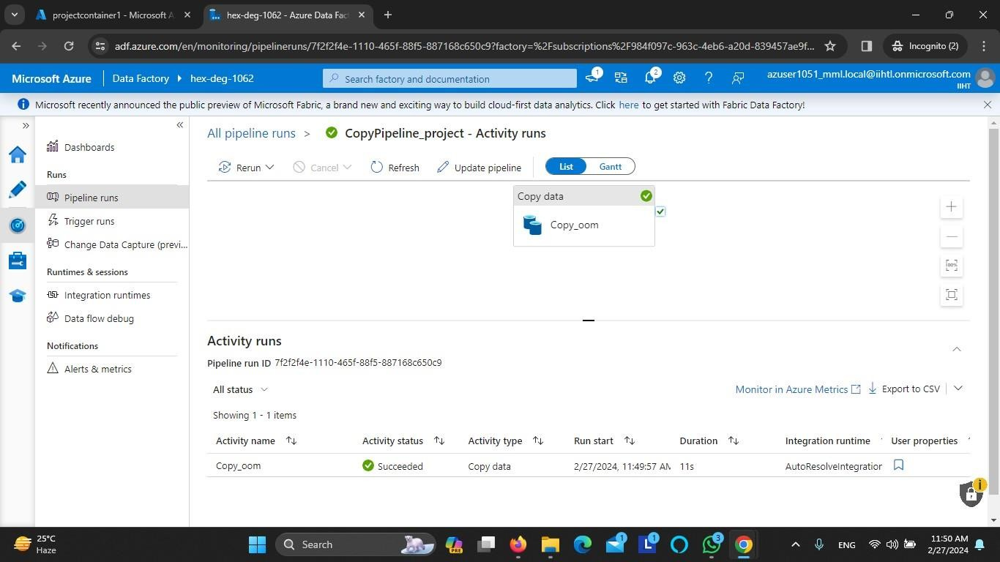 projectcontainer1 - Microsoft A
hex-deg-1062 - Azure Data Fact
adf.azure.com/en/monitoring/pipelineruns/7f2f2f4e-1110-465f-88f5-887168c650c9?factory=%2Fsubscriptions%2F984f097c-963c-4eb6-a20d-839457ae9f...
Incognito (2)
Microsoft Azure
Data Factory
hex-deg-1062
Search factory and documentation
1
2
azuser1051_mml.local@iihtl.onmicrosoft.com
IIHT
Microsoft recently announced the public preview of Microsoft Fabric, a brand new and exciting way to build cloud-first data analytics. Click here to get started with Fabric Data Factory!
Dashboards
Runs
Pipeline runs
Trigger runs
Change Data Capture (previ...
Runtimes & sessions
Integration runtimes
Data flow debug
Notifications
Alerts & metrics
All pipeline runs > CopyPipeline_project - Activity runs
Rerun
Cancel
Refresh
Update pipeline
List
Gantt
Copy data
Copy_oom
100%
Activity runs
Pipeline run ID 7f2f2f4e-1110-465f-88f5-887168c650c9
All status
Monitor in Azure Metrics
Export to CSV
Showing 1 - 1 items
Activity name Activity status Activity type Run start Duration Integration runtime User properties
Copy_oom Succeeded Copy data 2/27/2024, 11:49:57 AM 11s AutoResolveIntegration
25°C
Haze
Search
PRE
1
1
3
ENG
11:50 AM
2/27/2024